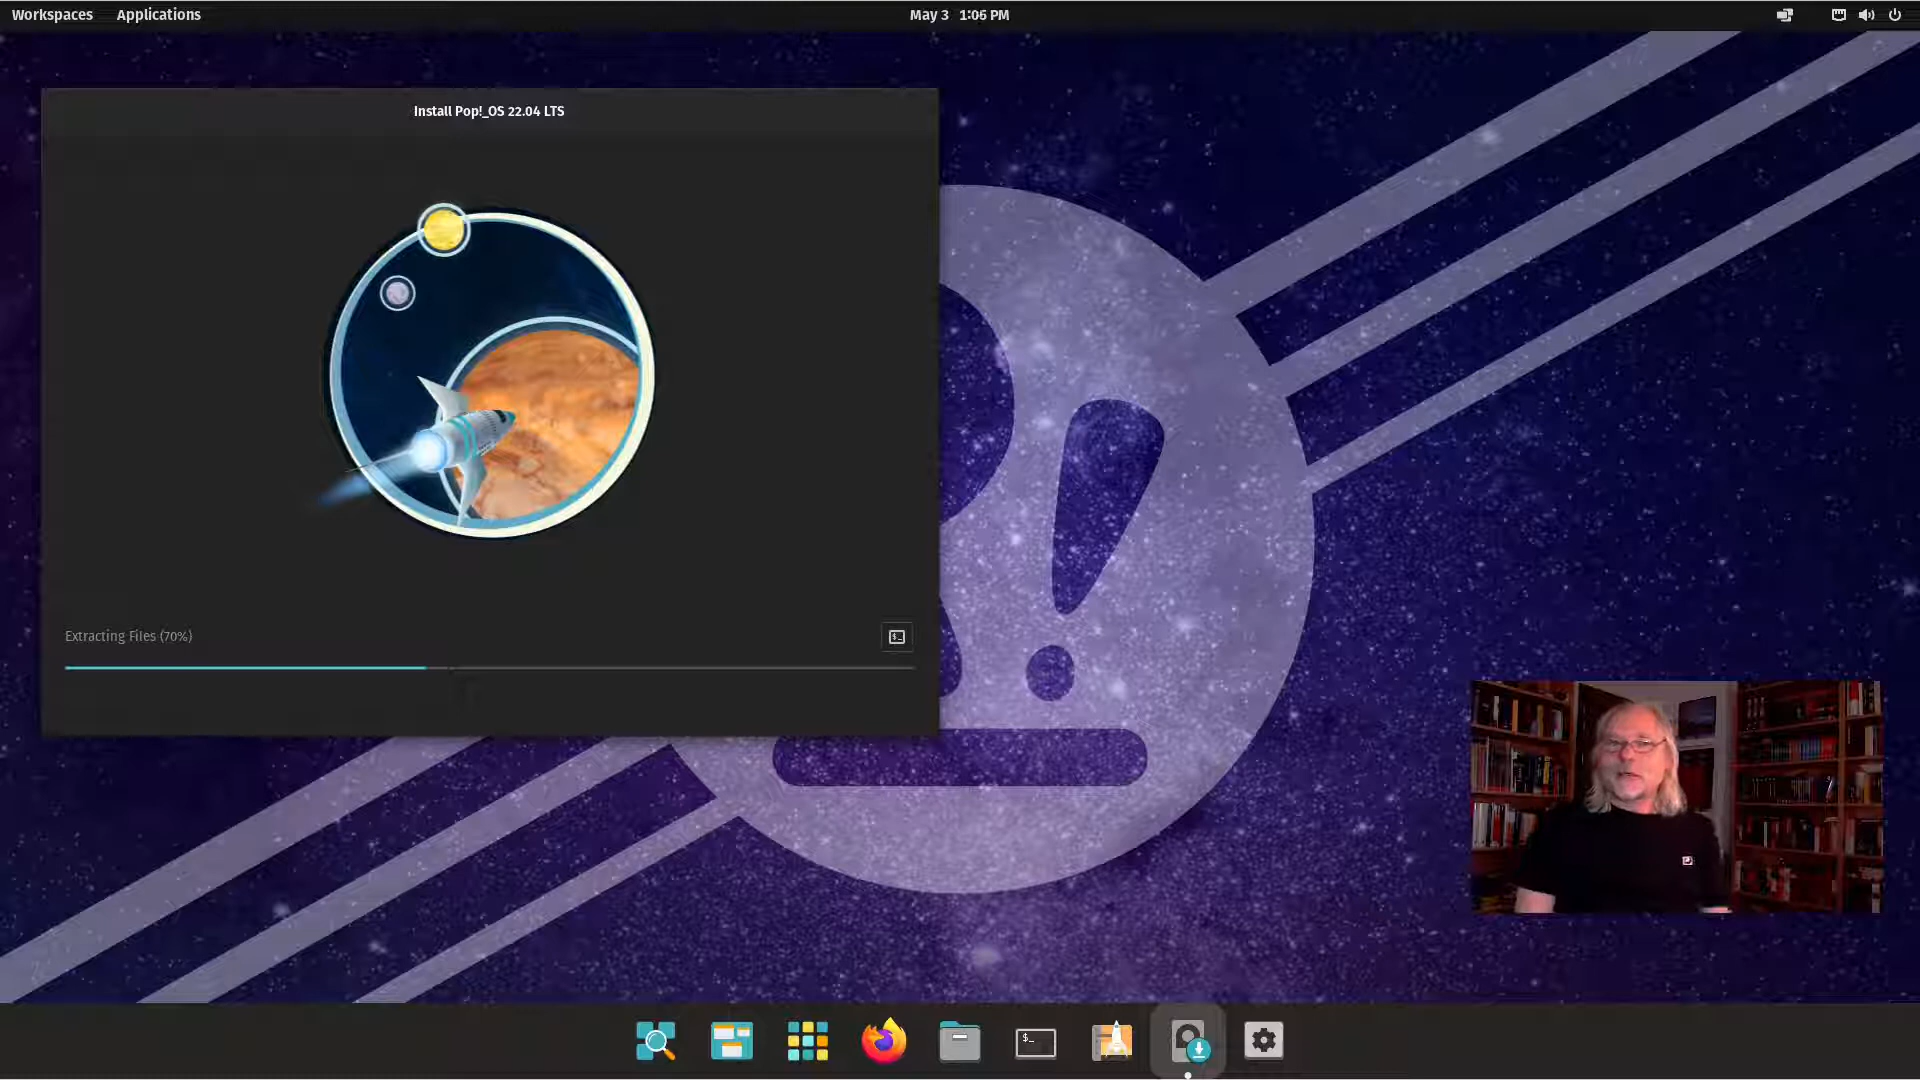 Workspaces Applications May 3 1:06 PM
Install Pop!_OS 22.04 LTS
Extracting Files (70%)